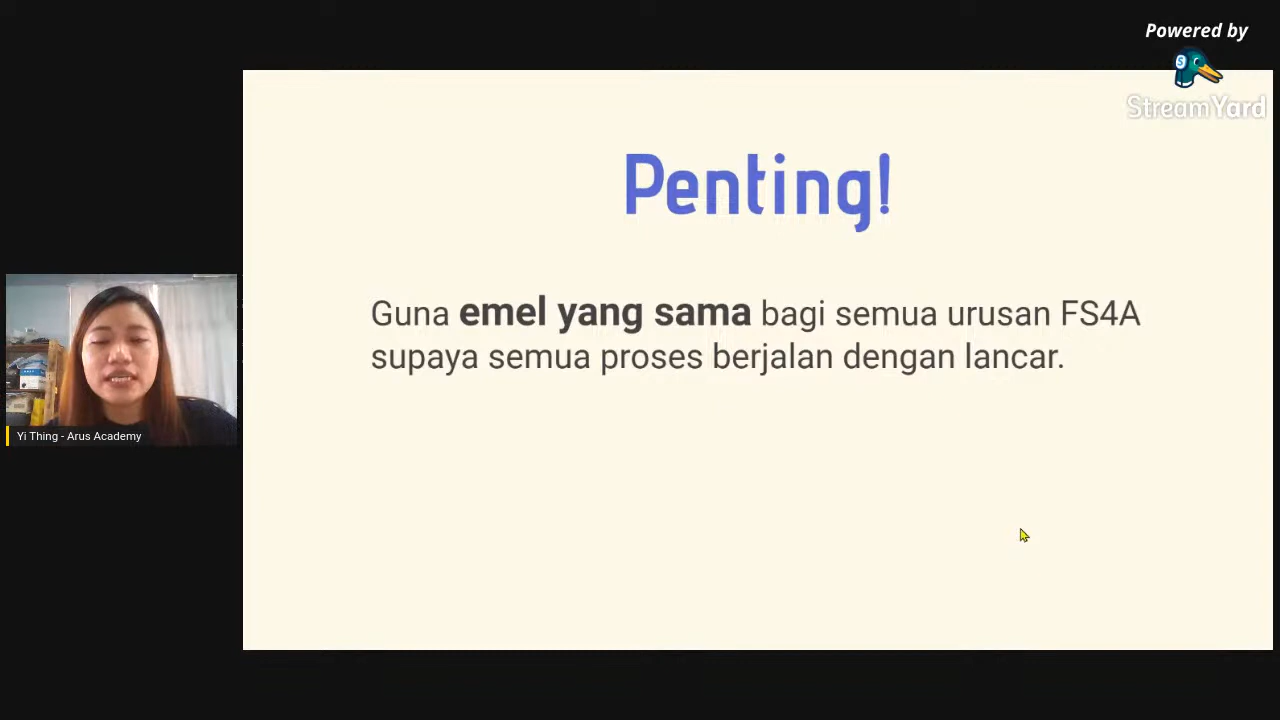 Powered by
StreamYard
Penting!
Guna emel yang sama bagi semua urusan FS4A
supaya semua proses berjalan dengan lancar.
Yi Thing - Arus Academy